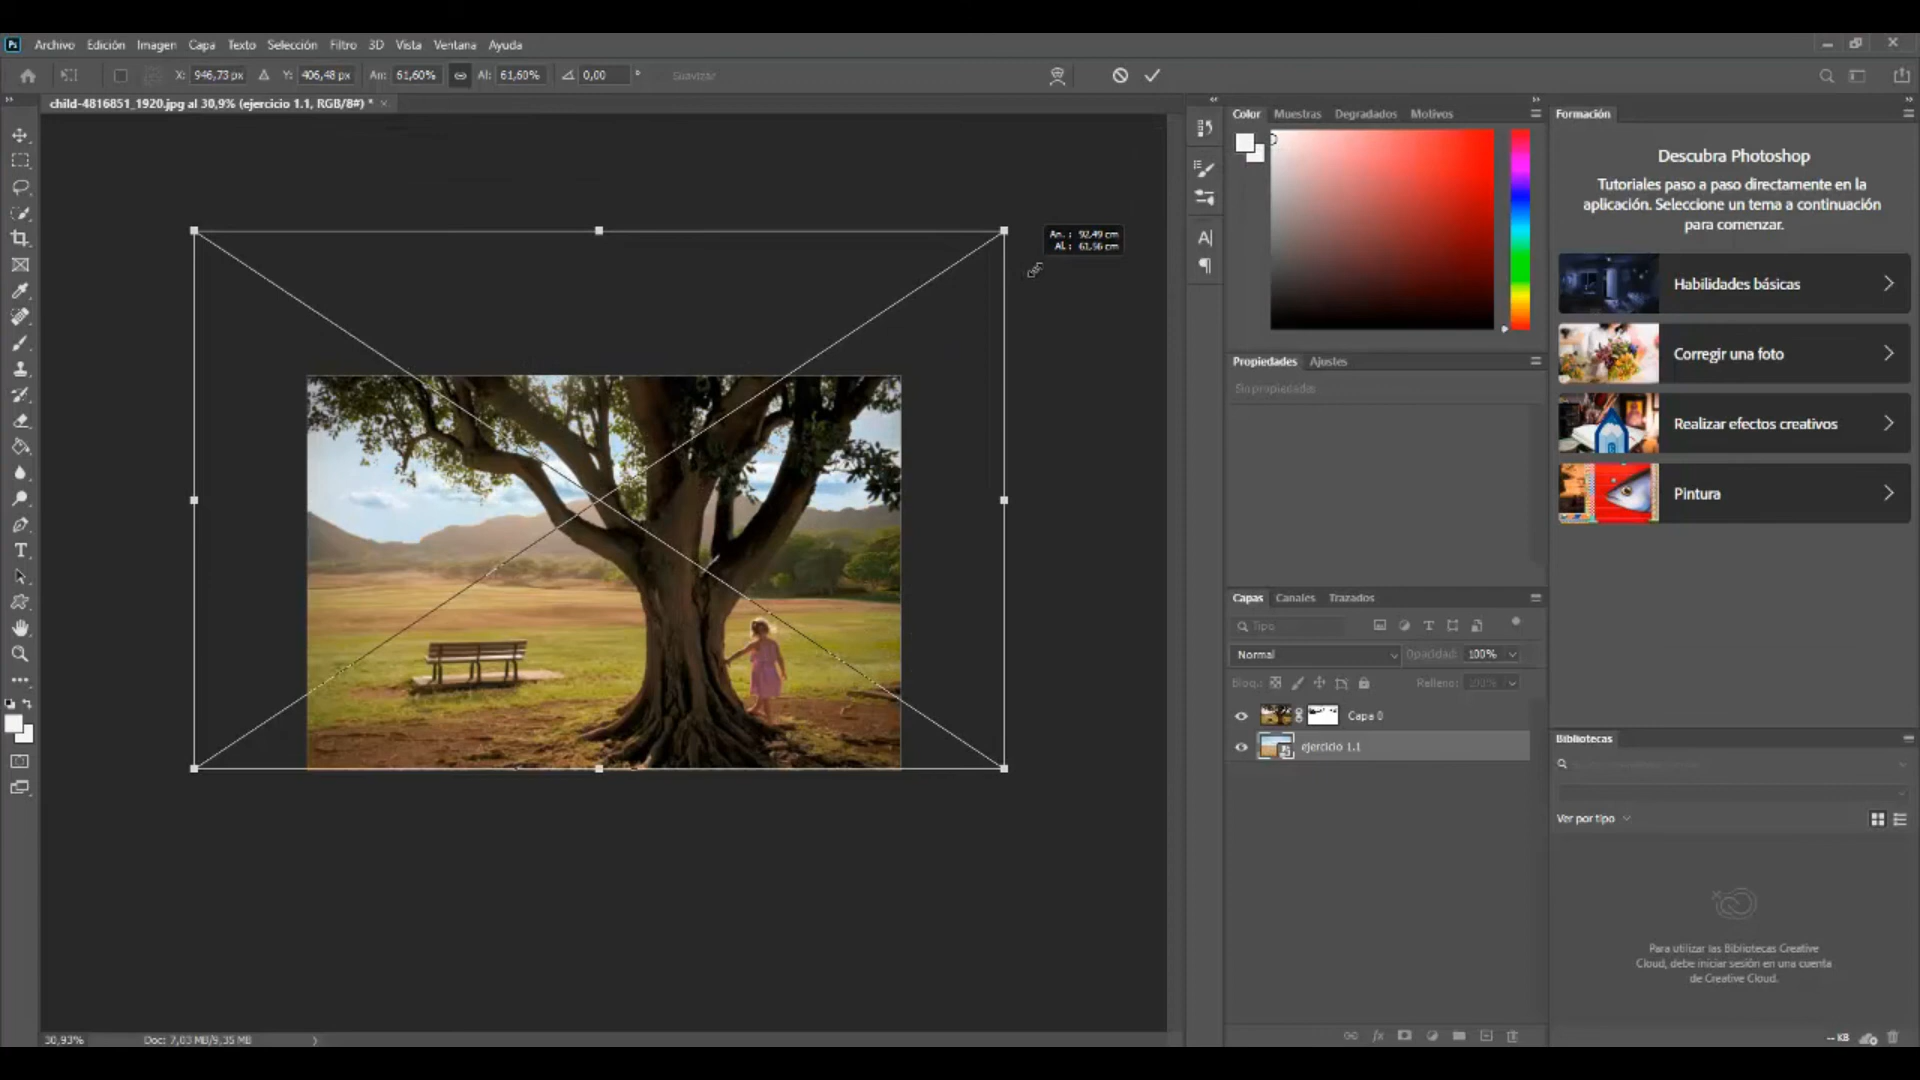 Ps Archivo Edición Imagen Capa Texto Selección Filtro 3D Vista Ventana Ayuda
X: 946,73 px Y: 406,48 px An: 61,60% Al: 61,60% 0,00 ° Suavizar
child-4816851_1920.jpg al 30,9% (ejercicio 1.1, RGB/8#) * ×
An. : 92,49 cm
Al. : 61,56 cm
Color Muestras Degradados Motivos
Propiedades Ajustes
Sin propiedades
Capas Canales Trazados
Tipo
Normal Opacidad: 100%
Bloq.: Relleno: 100%
Capa 0
ejercicio 1.1
Formación
Descubra Photoshop
Tutoriales paso a paso directamente en la
aplicación. Seleccione un tema a continuación
para comenzar.
Habilidades básicas
Corregir una foto
Realizar efectos creativos
Pintura
Bibliotecas
Ver por tipo
Para utilizar las Bibliotecas Creative
Cloud, debe iniciar sesión en una cuenta
de Creative Cloud.
-- KB
30,93% Doc: 7,03 MB/9,35 MB